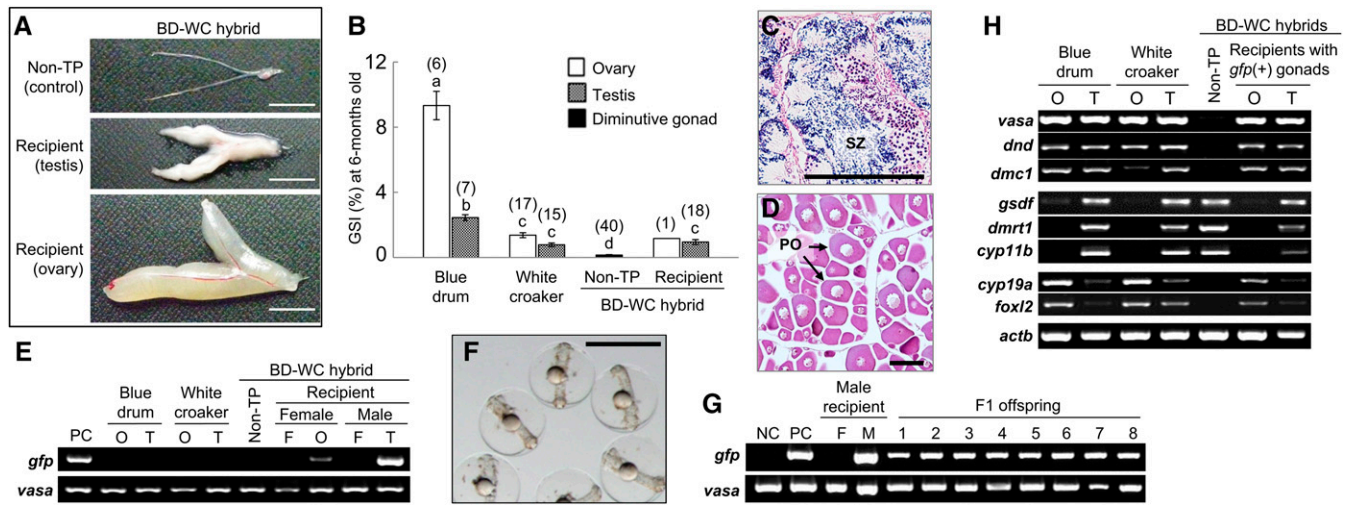 A
BD-WC hybrid
Non-TP
(control)
Recipient
(testis)
Recipient
(ovary)
B
GSI (%) at 6-months old
12
8
4
0
(6)
a
(7)
b
(17)
c
(15)
c
(40)
d
(1)
(18)
c
Ovary
Testis
Diminutive gonad
Blue
drum
White
croaker
Non-TP
Recipient
BD-WC hybrid
C
SZ
D
PO
E
BD-WC hybrid
Blue
drum
White
croaker
Non-TP
Recipient
Female
Male
PC
O
T
O
T
F
O
F
T
gfp
vasa
F
G
Male
recipient
F1 offspring
NC
PC
F
M
1
2
3
4
5
6
7
8
gfp
vasa
H
BD-WC hybrids
Blue
drum
White
croaker
Non-TP
Recipients with
gfp(+) gonads
O
T
O
T
O
T
vasa
dnd
dmc1
gsdf
dmrt1
cyp11b
cyp19a
foxl2
actb